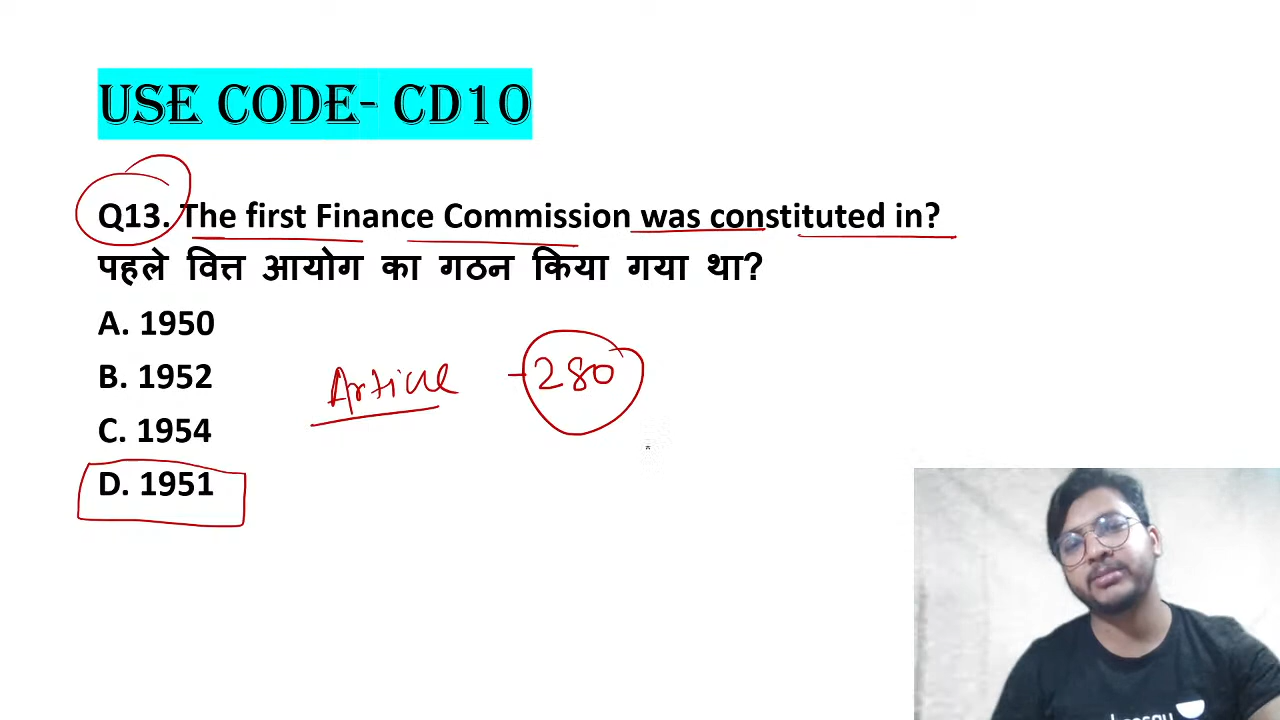 USE CODE- CD10
Q13. The first Finance Commission was constituted in?
पहले वित्त आयोग का गठन किया गया था?
A. 1950
B. 1952
Article - 280
C. 1954
D. 1951